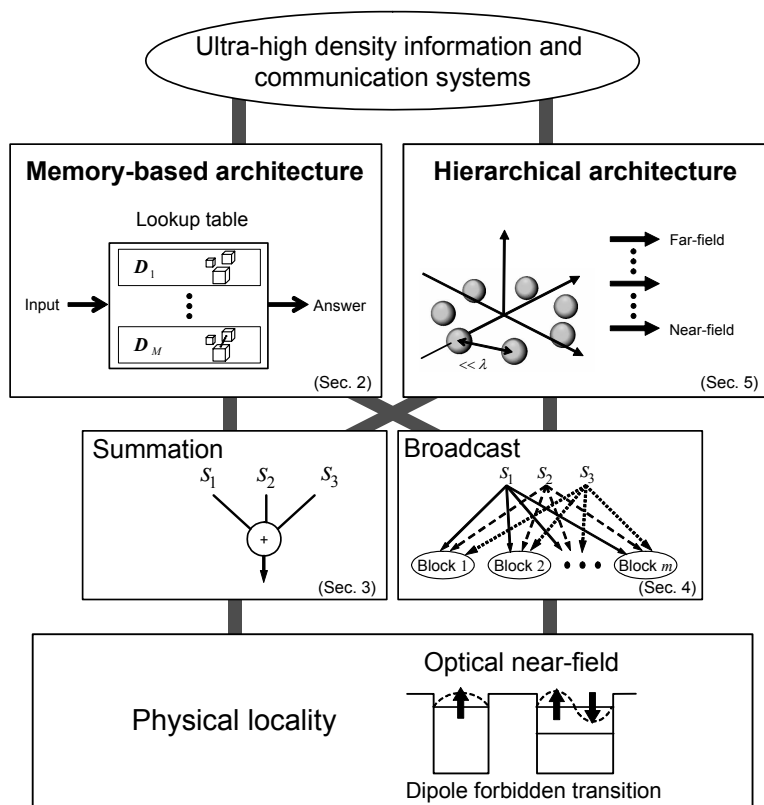 Ultra-high density information and
communication systems
Memory-based architecture
Lookup table
D1
Input
Answer
DM
(Sec. 2)
Hierarchical architecture
Far-field
Near-field
<< λ
(Sec. 5)
Summation
S1 S2 S3
+
(Sec. 3)
Broadcast
S1 S2 S3
Block 1 Block 2 Block m
(Sec. 4)
Physical locality
Optical near-field
Dipole forbidden transition